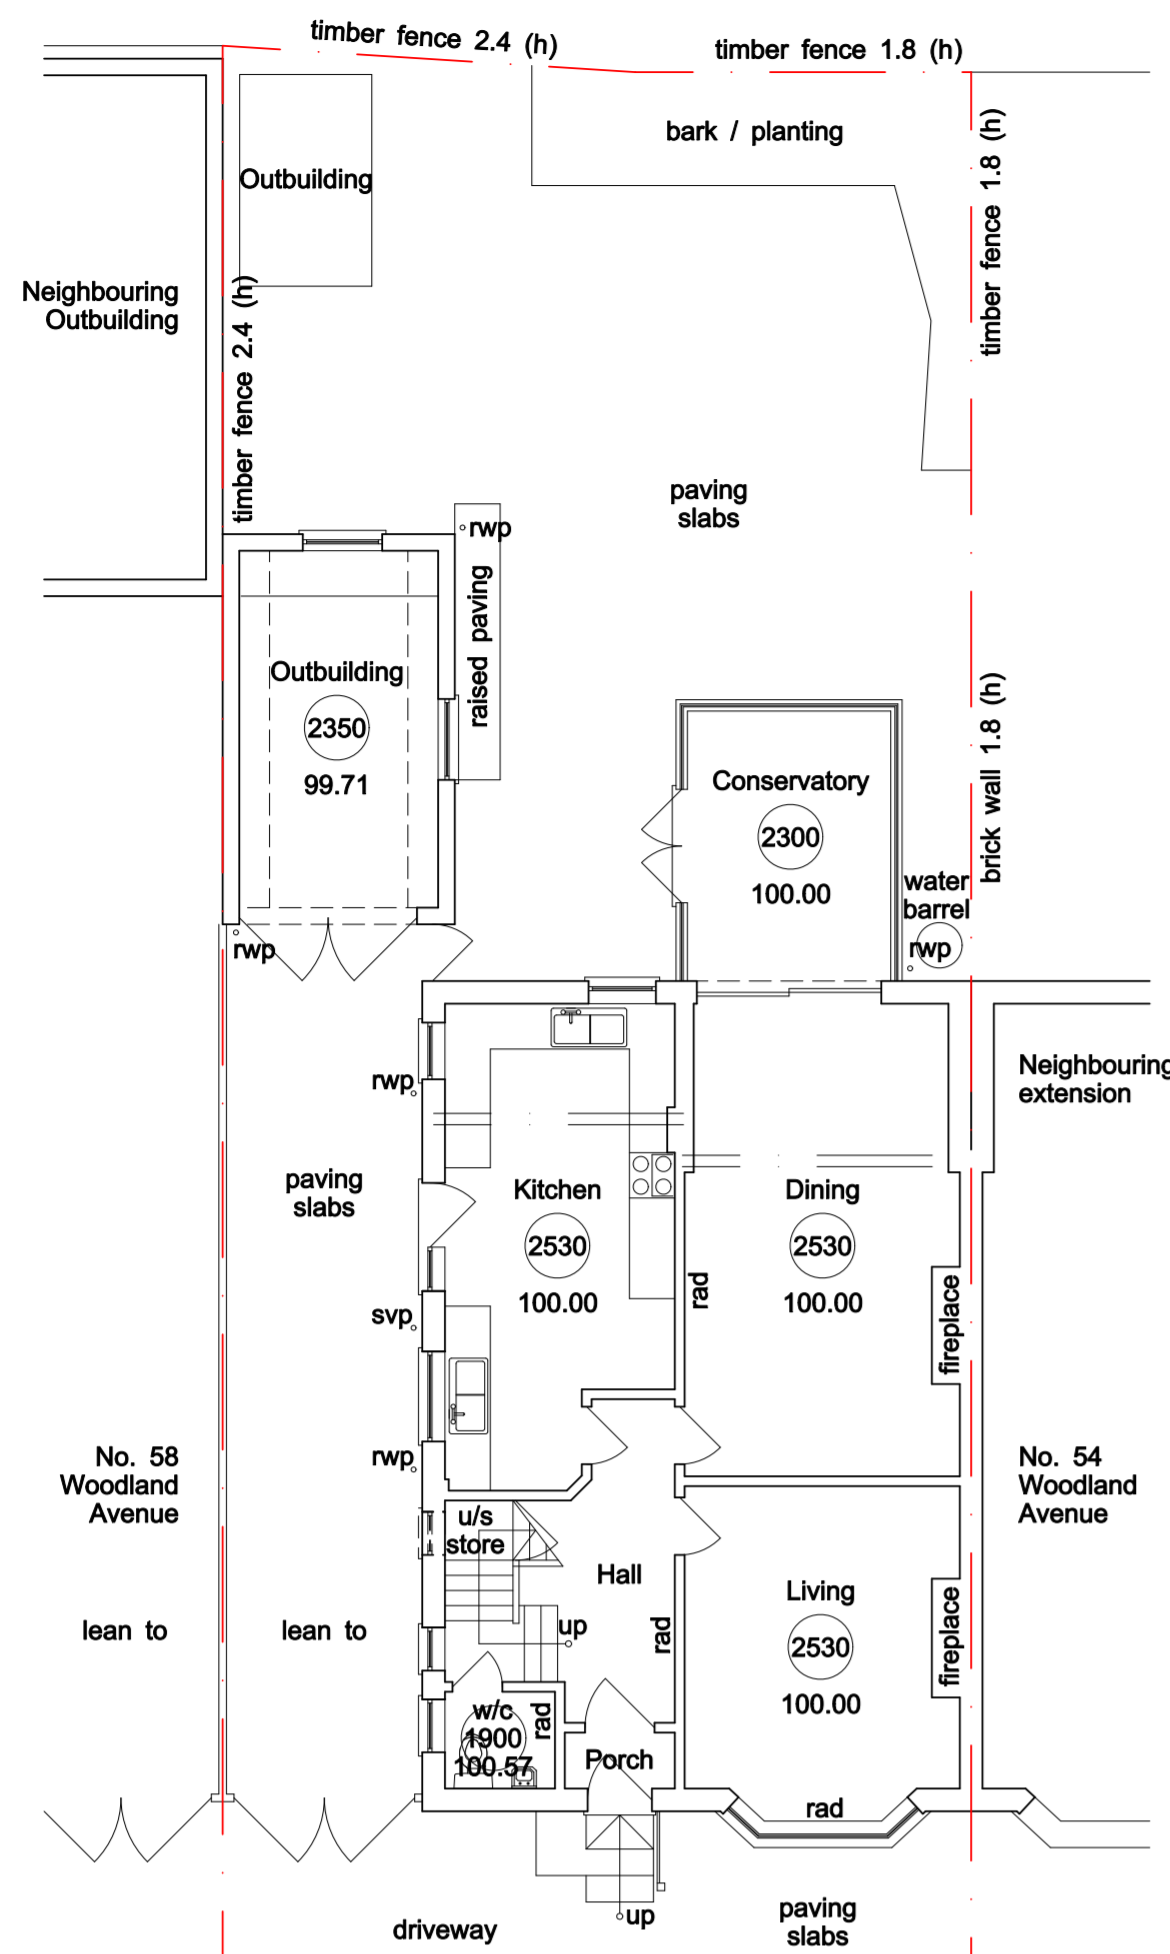 timber fence 2.4 (h)
timber fence 1.8 (h)
bark / planting
timber fence 1.8 (h)
Outbuilding
Neighbouring
Outbuilding
timber fence 2.4 (h)
paving
slabs
rwp
raised paving
Outbuilding
2350
99.71
brick wall 1.8 (h)
Conservatory
2300
100.00
water
barrel
rwp
rwp
Neighbouring
extension
rwp
paving
slabs
Kitchen
2530
100.00
Dining
2530
100.00
rad
fireplace
svp
rwp
No. 58
Woodland
Avenue
No. 54
Woodland
Avenue
u/s
store
Hall
Living
2530
100.00
fireplace
lean to
lean to
up
rad
w/c
1900
100.57
rad
Porch
rad
up
driveway
paving
slabs